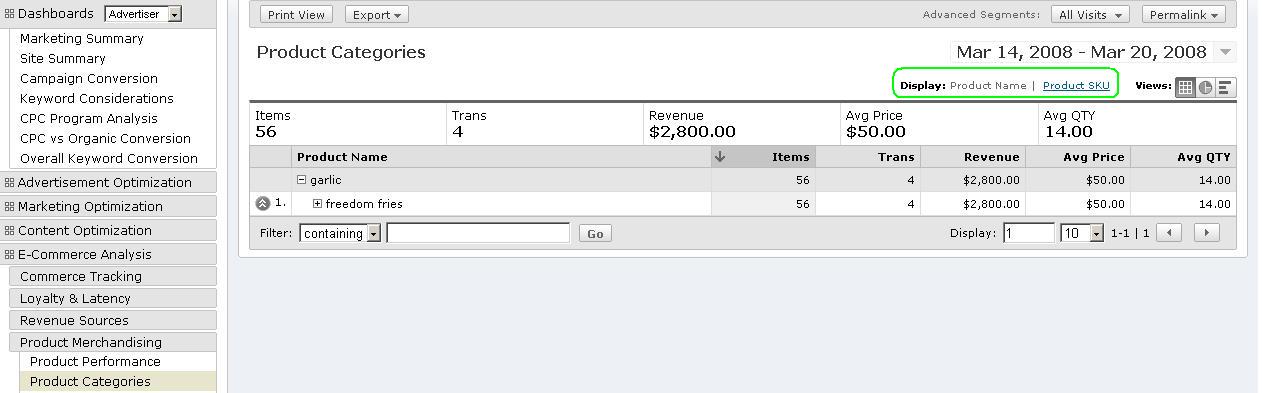 Dashboards Advertiser
Marketing Summary
Site Summary
Campaign Conversion
Keyword Considerations
CPC Program Analysis
CPC vs Organic Conversion
Overall Keyword Conversion
Advertisement Optimization
Marketing Optimization
Content Optimization
E-Commerce Analysis
Commerce Tracking
Loyalty & Latency
Revenue Sources
Product Merchandising
Product Performance
Product Categories
Print View Export Advanced Segments: All Visits Permalink
Product Categories Mar 14, 2008 - Mar 20, 2008
Display: Product Name | Product SKU Views:
Items Trans Revenue Avg Price Avg QTY
56 4 $2,800.00 $50.00 14.00
Product Name Items Trans Revenue Avg Price Avg QTY
garlic 56 4 $2,800.00 $50.00 14.00
1. freedom fries 56 4 $2,800.00 $50.00 14.00
Filter: containing Go Display: 1 10 1-1 | 1